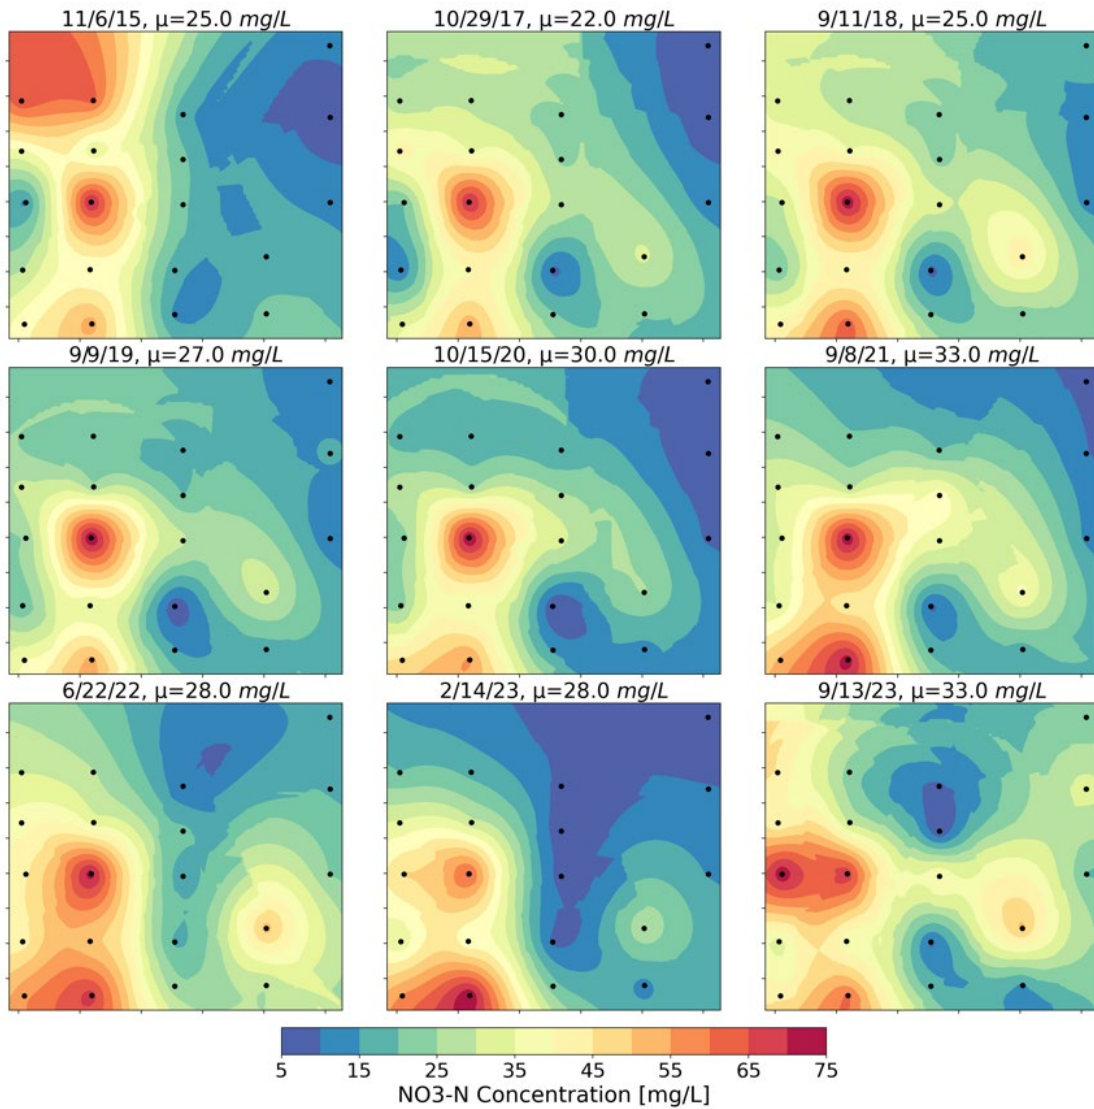 11/6/15, μ=25.0 mg/L
10/29/17, μ=22.0 mg/L
9/11/18, μ=25.0 mg/L
9/9/19, μ=27.0 mg/L
10/15/20, μ=30.0 mg/L
9/8/21, μ=33.0 mg/L
6/22/22, μ=28.0 mg/L
2/14/23, μ=28.0 mg/L
9/13/23, μ=33.0 mg/L
5 15 25 35 45 55 65 75
NO3-N Concentration [mg/L]